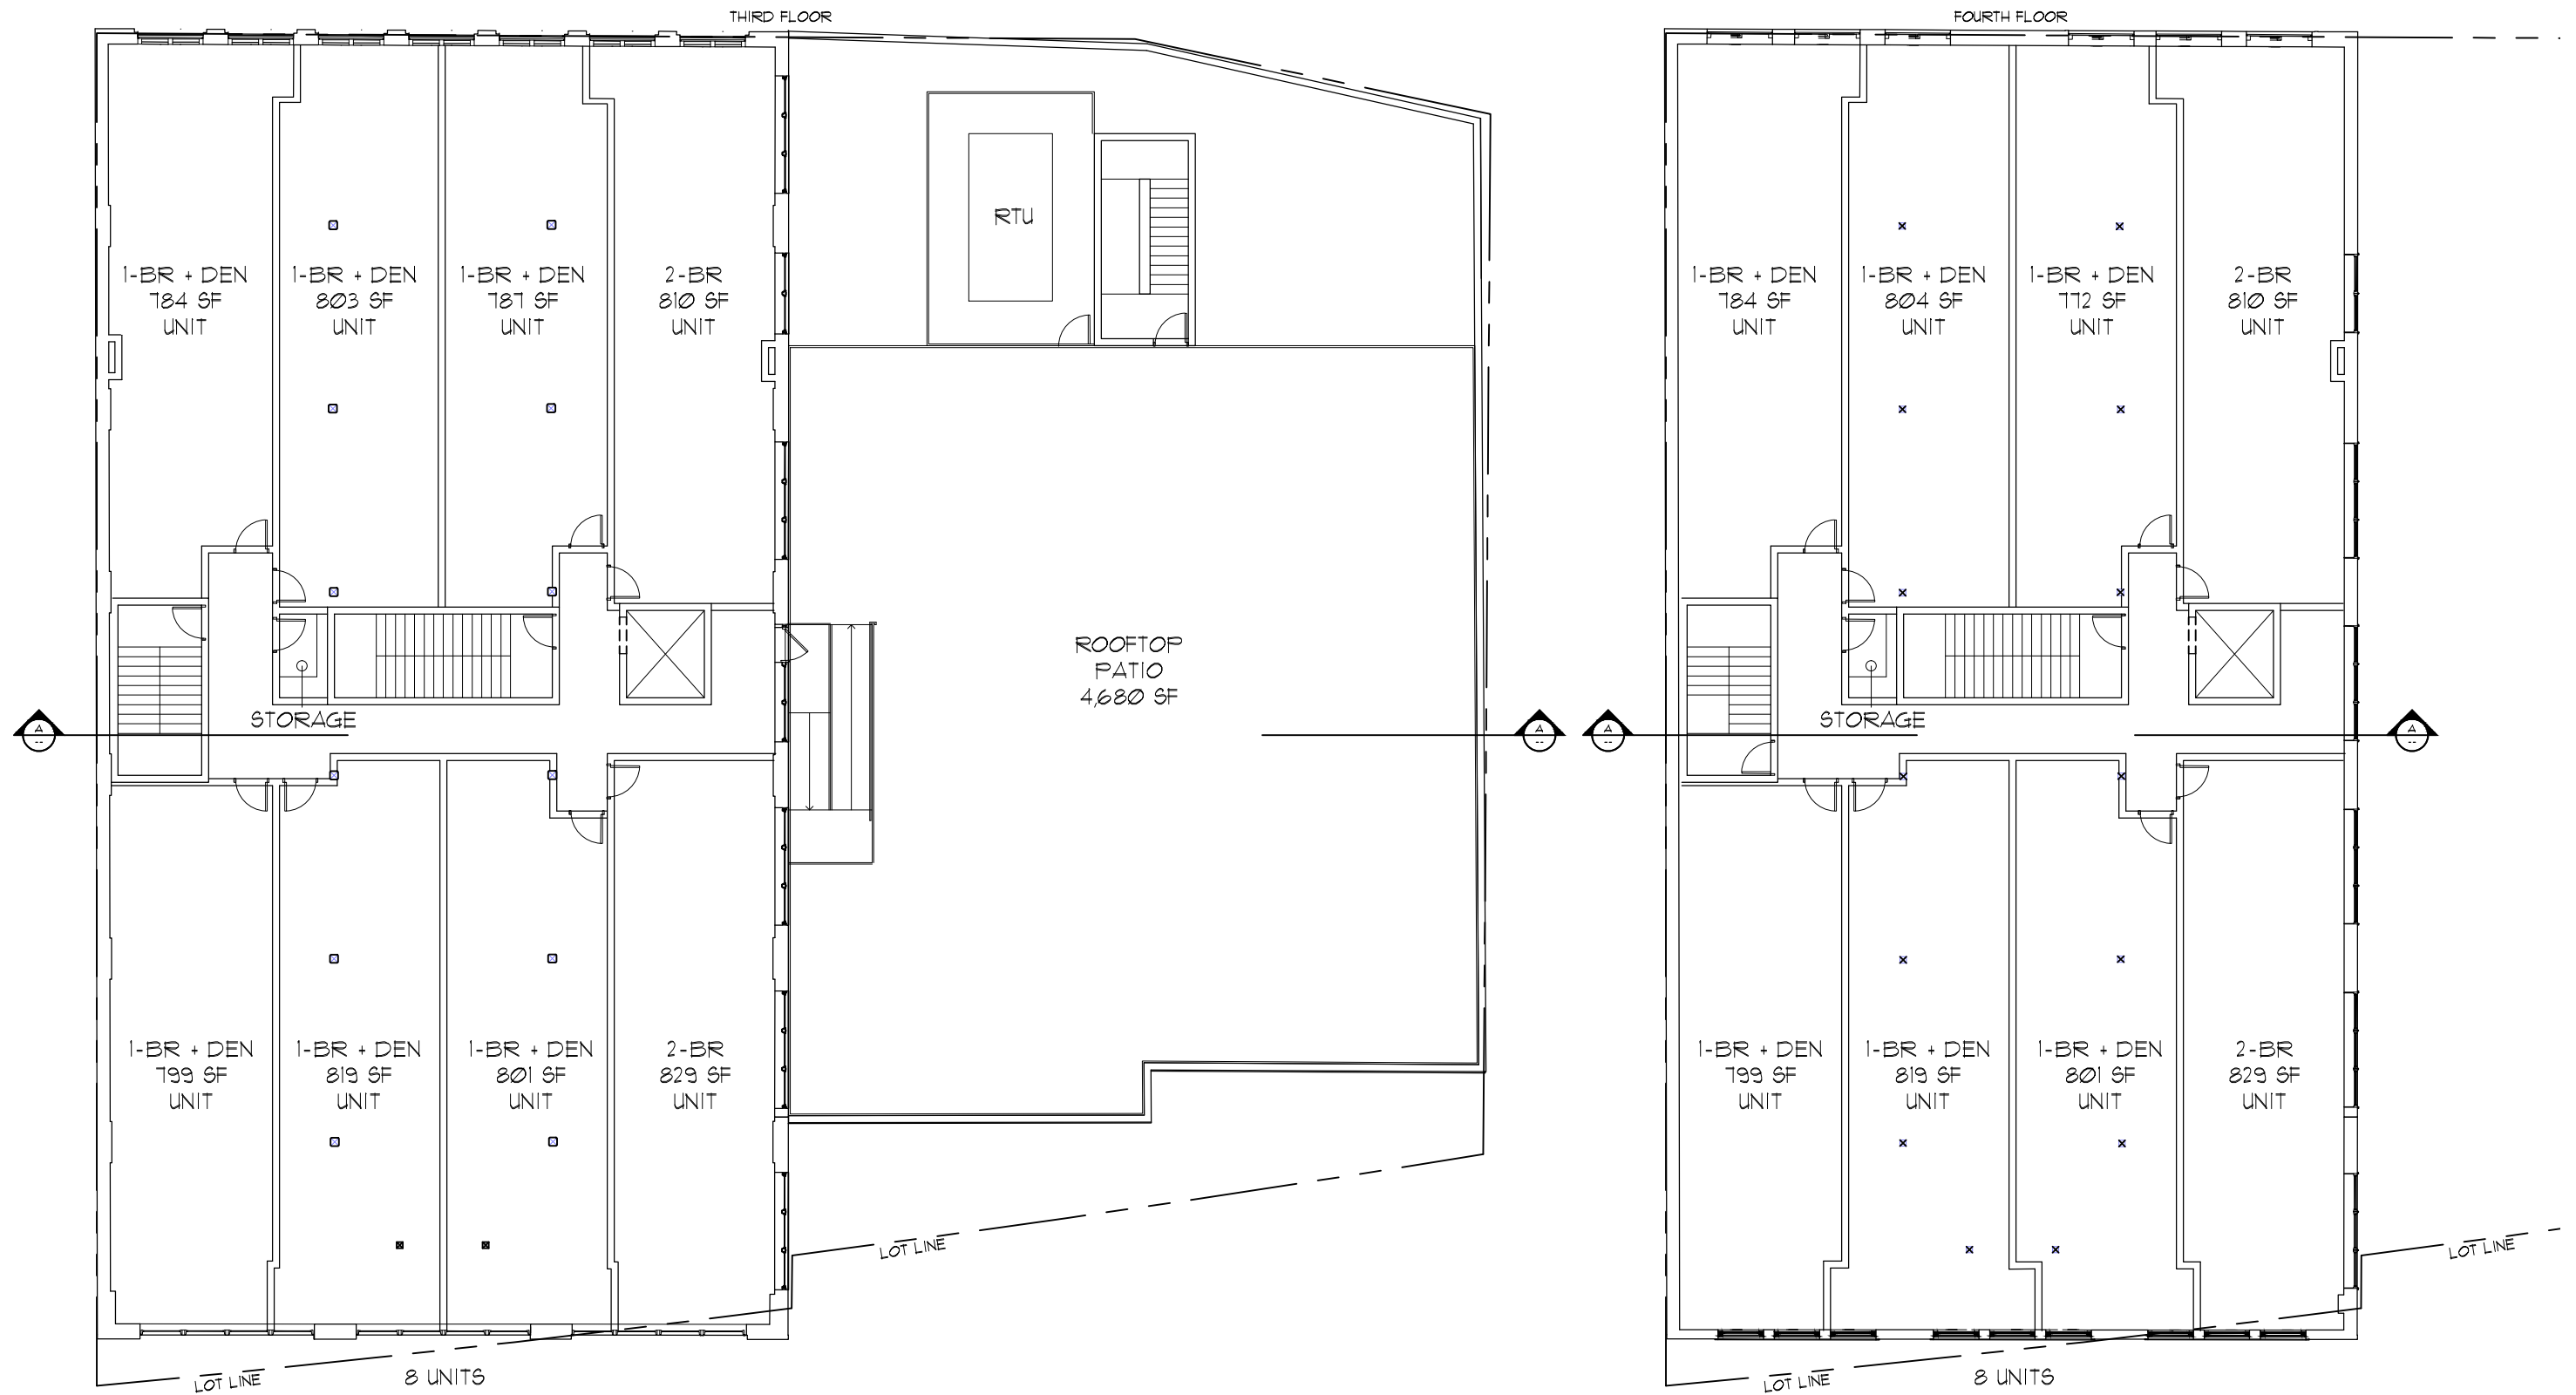 THIRD FLOOR
1-BR + DEN
784 SF
UNIT
1-BR + DEN
803 SF
UNIT
1-BR + DEN
787 SF
UNIT
2-BR
810 SF
UNIT
RTU
ROOFTOP
PATIO
4,680 SF
STORAGE
A
--
A
--
1-BR + DEN
799 SF
UNIT
1-BR + DEN
819 SF
UNIT
1-BR + DEN
801 SF
UNIT
2-BR
829 SF
UNIT
LOT LINE
LOT LINE
8 UNITS
FOURTH FLOOR
1-BR + DEN
784 SF
UNIT
1-BR + DEN
804 SF
UNIT
1-BR + DEN
772 SF
UNIT
2-BR
810 SF
UNIT
STORAGE
A
--
A
--
1-BR + DEN
799 SF
UNIT
1-BR + DEN
819 SF
UNIT
1-BR + DEN
801 SF
UNIT
2-BR
829 SF
UNIT
LOT LINE
LOT LINE
8 UNITS